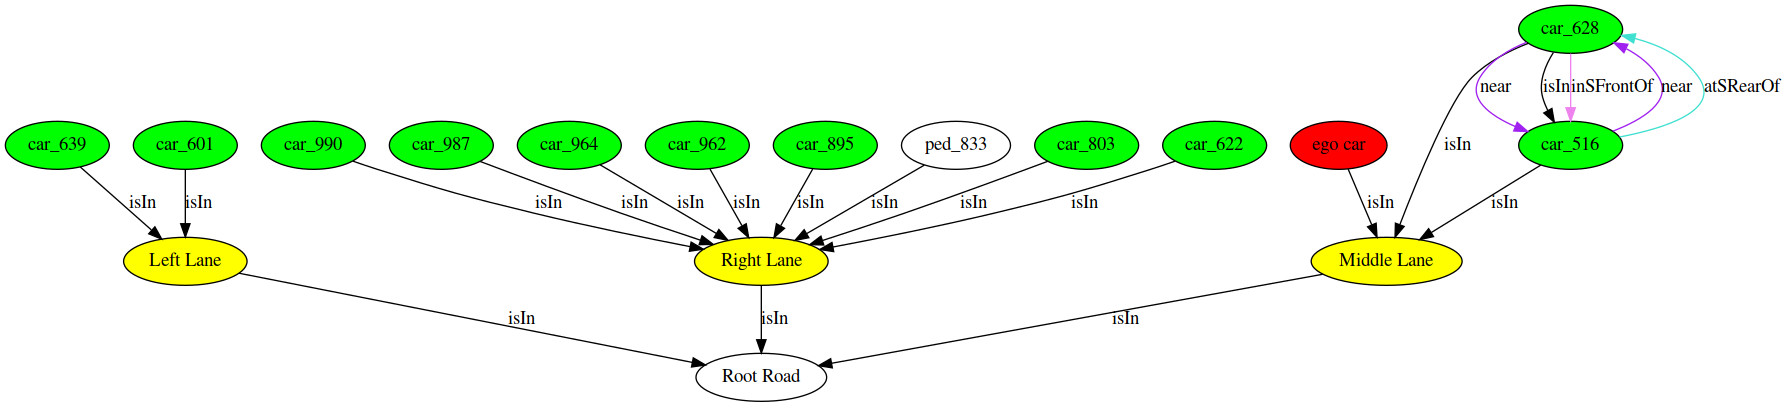 car_628
near
isIn
inSFrontOf
near
atSRearOf
car_639
car_601
car_990
car_987
car_964
car_962
car_895
ped_833
car_803
car_622
ego car
isIn
car_516
isIn
isIn
isIn
isIn
isIn
isIn
isIn
isIn
isIn
isIn
isIn
isIn
Left Lane
Right Lane
Middle Lane
isIn
isIn
isIn
Root Road